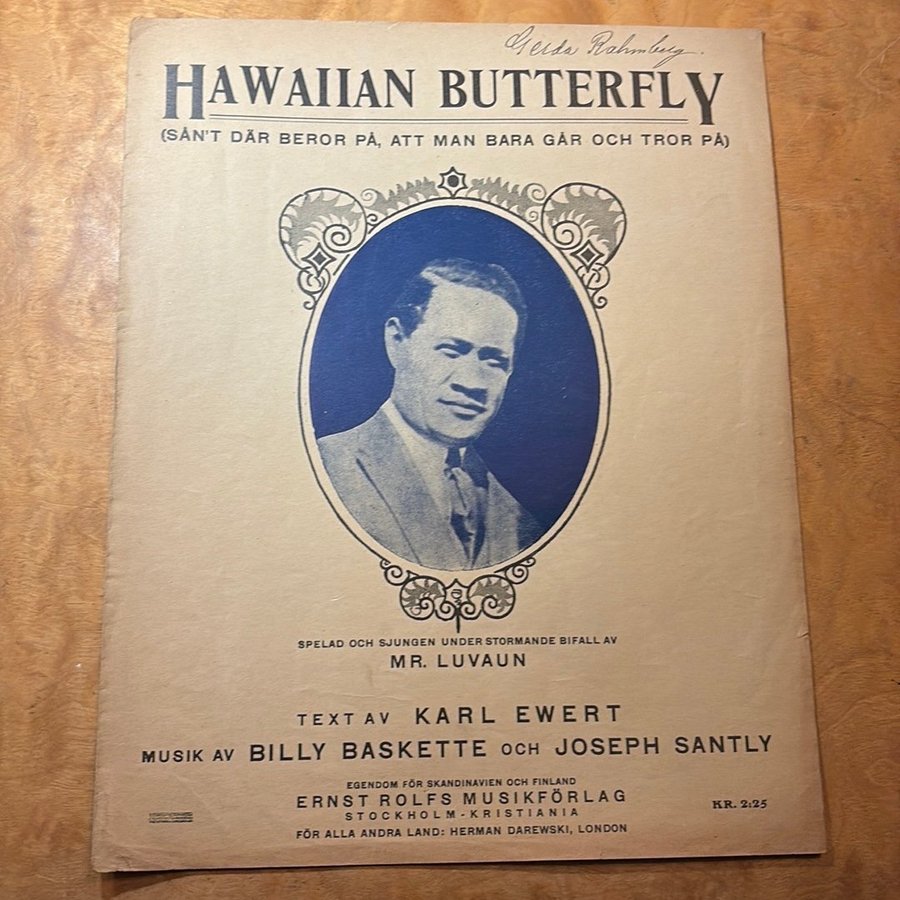 Gerda Rahmberg.
HAWAIIAN BUTTERFLY
(SÅN'T DÄR BEROR PÅ, ATT MAN BARA GÅR OCH TROR PÅ)
SPELAD OCH SJUNGEN UNDER STORMANDE BIFALL AV
MR. LUVAUN
TEXT AV KARL EWERT
MUSIK AV BILLY BASKETTE OCH JOSEPH SANTLY
EGENDOM FÖR SKANDINAVIEN OCH FINLAND
ERNST ROLFS MUSIKFÖRLAG
STOCKHOLM - KRISTIANIA
KR. 2:25
FÖR ALLA ANDRA LAND: HERMAN DAREWSKI, LONDON